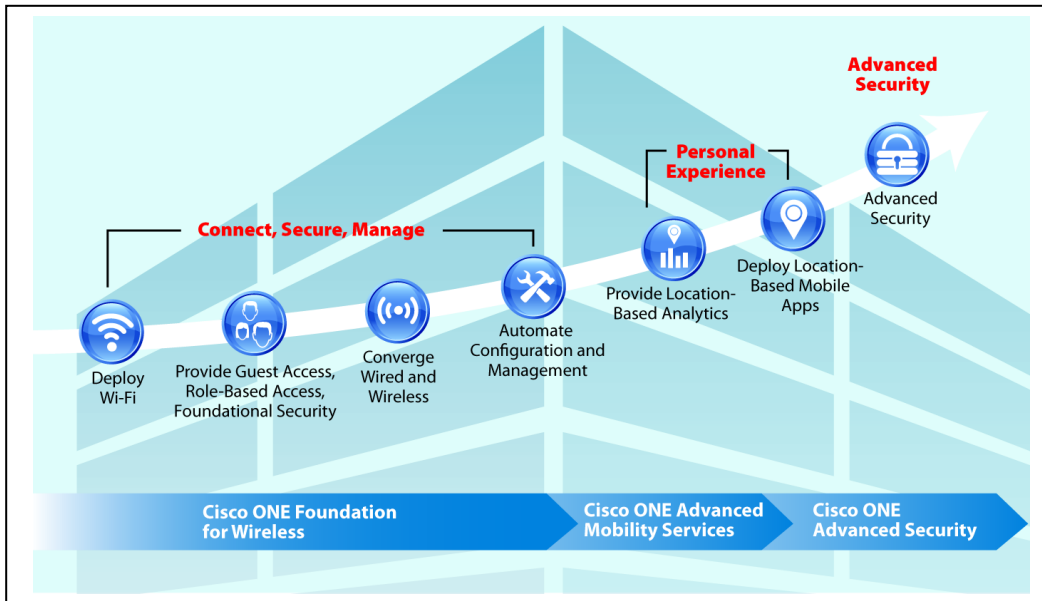 Advanced
Security
Personal
Experience
Advanced
Security
Connect, Secure, Manage
Deploy Location-
Based Mobile
Apps
Provide Location-
Based Analytics
Automate
Configuration and
Management
Converge
Wired and
Wireless
Provide Guest Access,
Role-Based Access,
Foundational Security
Deploy
Wi-Fi
Cisco ONE Foundation
for Wireless
Cisco ONE Advanced
Mobility Services
Cisco ONE
Advanced Security